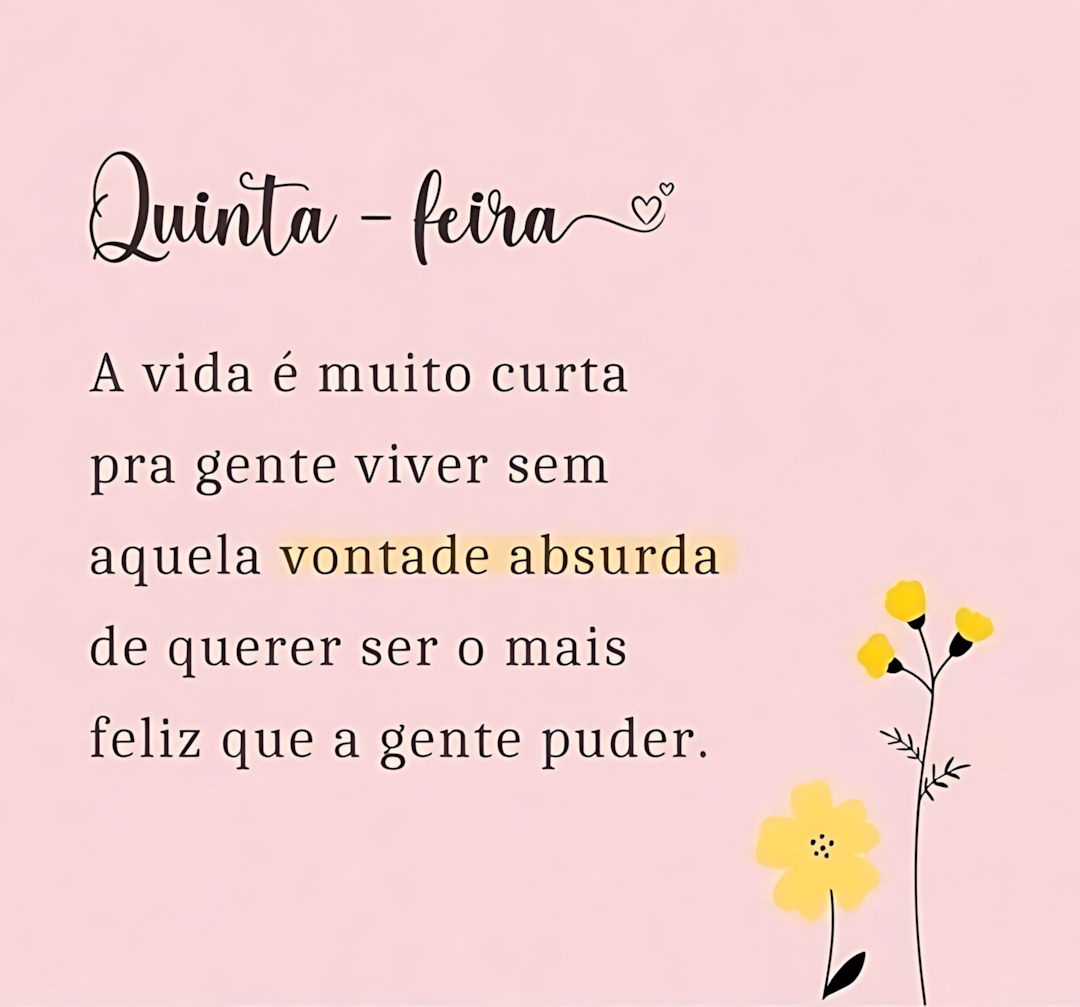 Quinta - feira
A vida é muito curta
pra gente viver sem
aquela vontade absurda
de querer ser o mais
feliz que a gente puder.